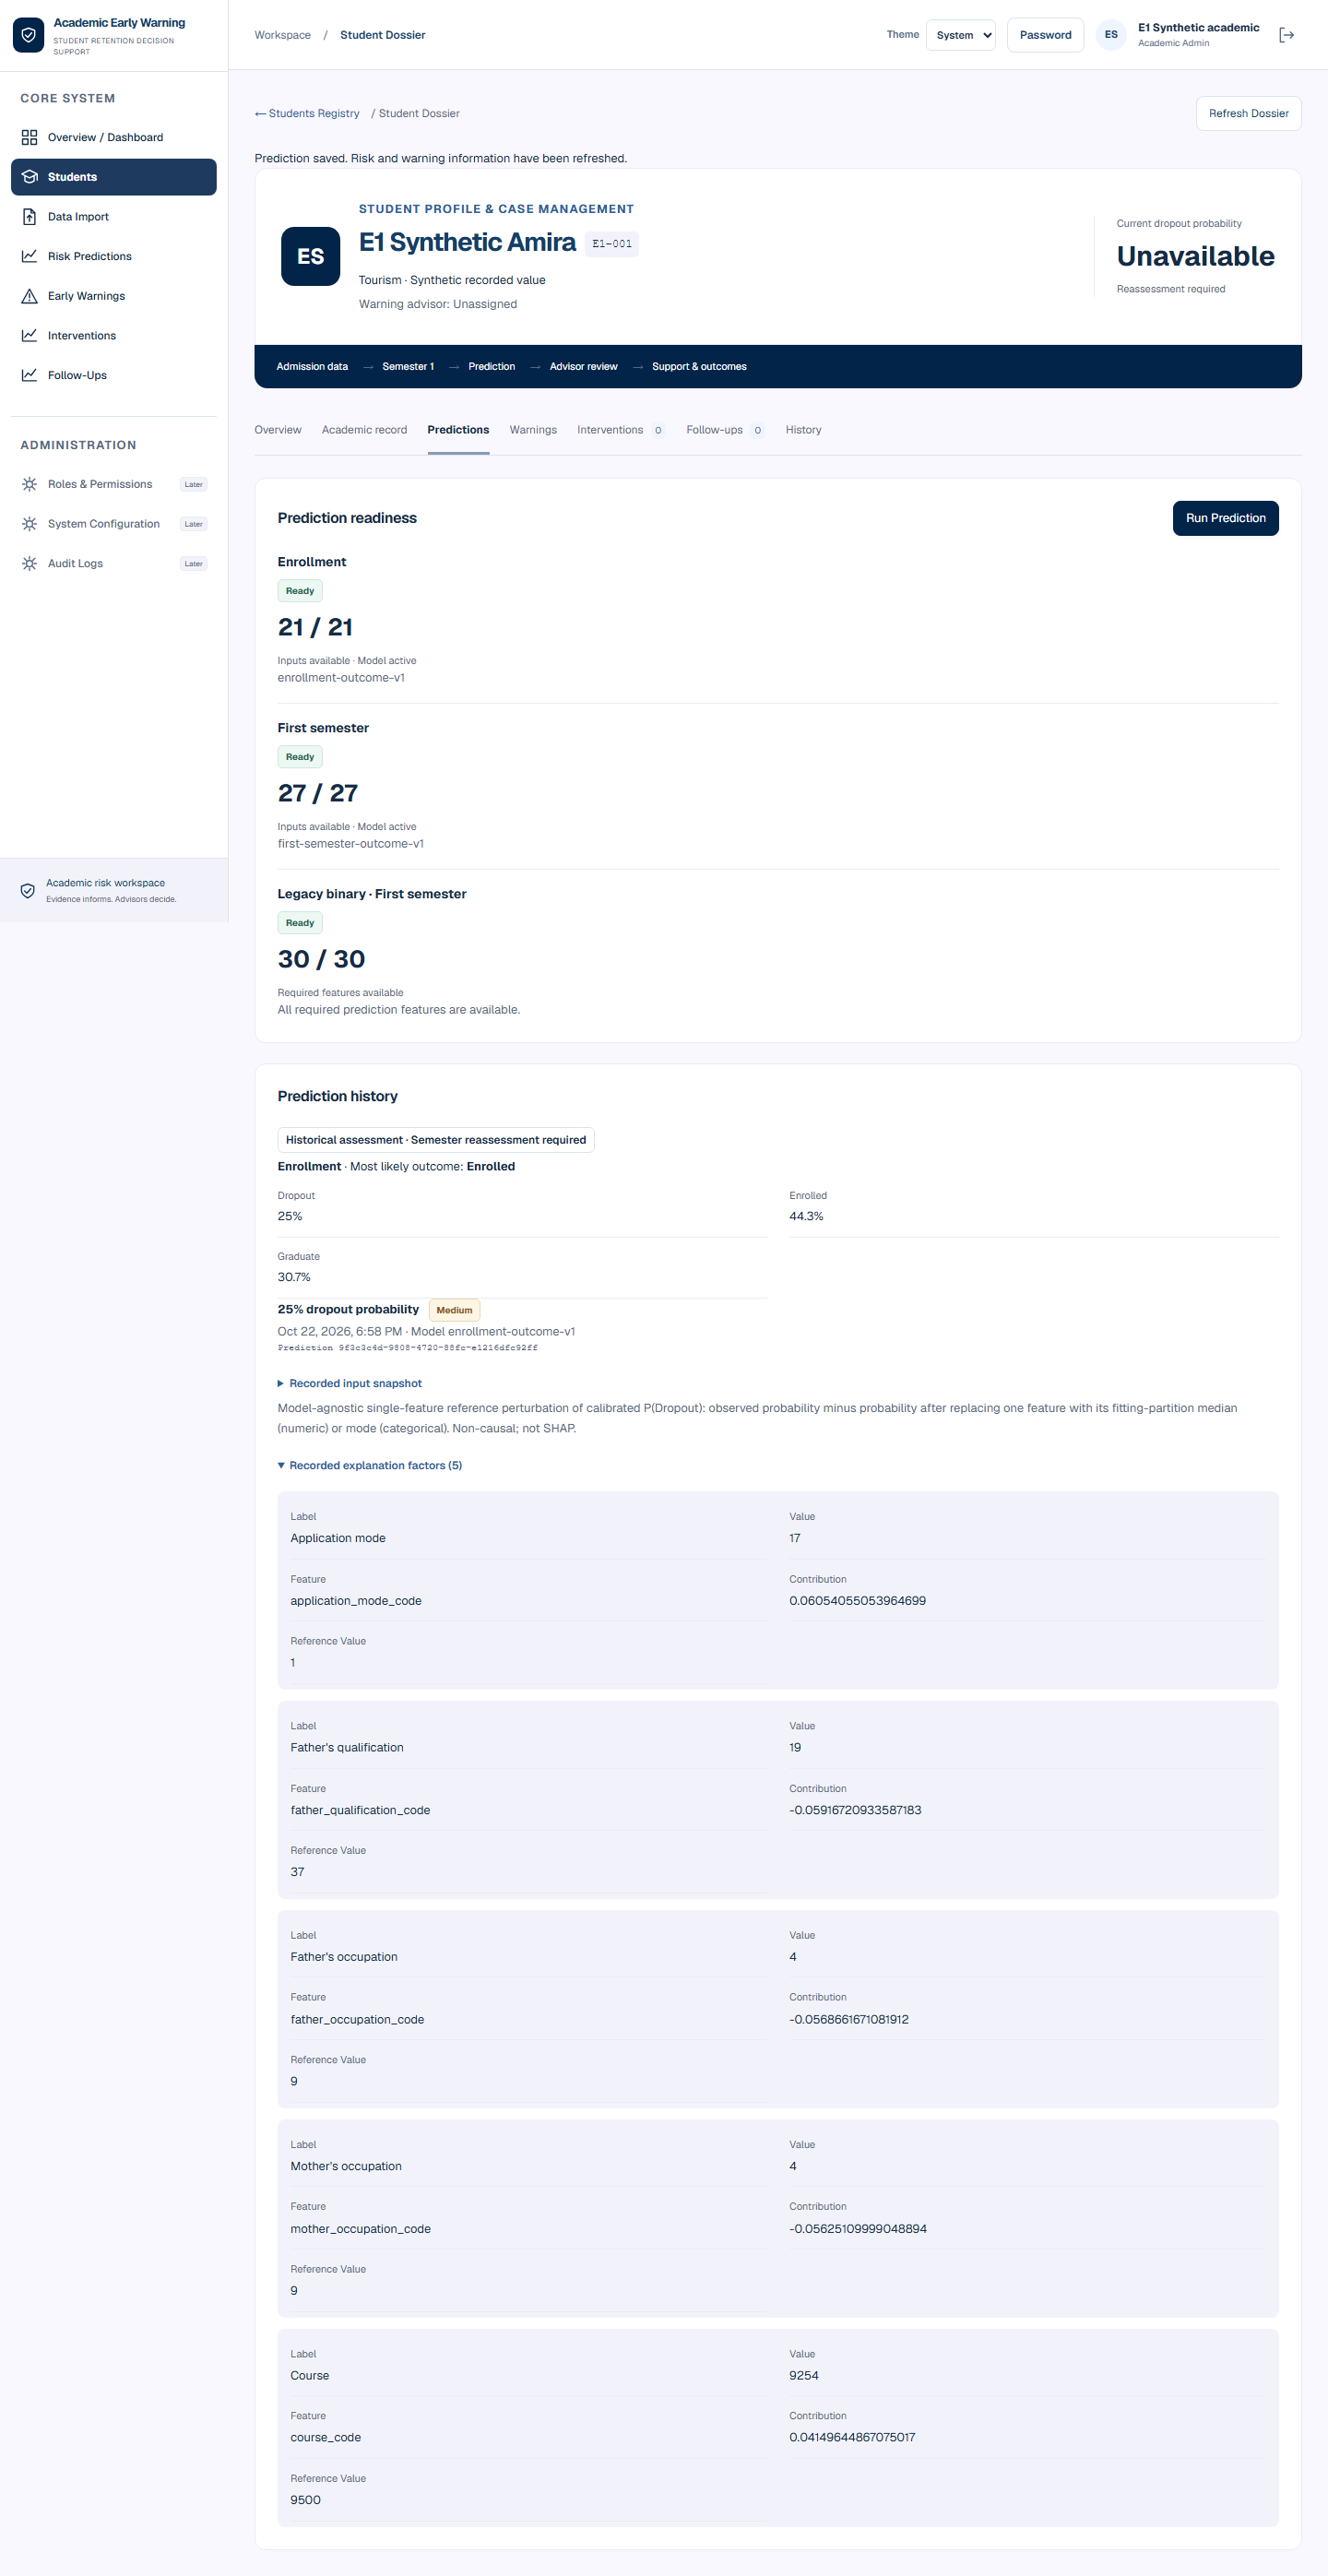 Academic Early Warning
STUDENT RETENTION DECISION
SUPPORT
CORE SYSTEM
Overview / Dashboard
Students
Data Import
Risk Predictions
Early Warnings
Interventions
Follow-Ups
ADMINISTRATION
Roles & Permissions Later
System Configuration Later
Audit Logs Later
Academic risk workspace
Evidence informs. Advisors decide.
Workspace / Student Dossier
Theme System Password ES E1 Synthetic academic
Academic Admin
← Students Registry / Student Dossier Refresh Dossier
Prediction saved. Risk and warning information have been refreshed.
ES
STUDENT PROFILE & CASE MANAGEMENT
E1 Synthetic Amira E1-001
Tourism · Synthetic recorded value
Warning advisor: Unassigned
Current dropout probability
Unavailable
Reassessment required
Admission data → Semester 1 → Prediction → Advisor review → Support & outcomes
Overview Academic record Predictions Warnings Interventions 0 Follow-ups 0 History
Prediction readiness Run Prediction
Enrollment
Ready
21 / 21
Inputs available · Model active
enrollment-outcome-v1
First semester
Ready
27 / 27
Inputs available · Model active
first-semester-outcome-v1
Legacy binary · First semester
Ready
30 / 30
Required features available
All required prediction features are available.
Prediction history
Historical assessment · Semester reassessment required
Enrollment · Most likely outcome: Enrolled
Dropout Enrolled
25% 44.3%
Graduate
30.7%
25% dropout probability Medium
Oct 22, 2026, 6:58 PM · Model enrollment-outcome-v1
Prediction 9f3c3c4d-9808-4720-88fc-e1216dfc92ff
▶ Recorded input snapshot
Model-agnostic single-feature reference perturbation of calibrated P(Dropout): observed probability minus probability after replacing one feature with its fitting-partition median
(numeric) or mode (categorical). Non-causal; not SHAP.
▼ Recorded explanation factors (5)
Label Value
Application mode 17
Feature Contribution
application_mode_code 0.06054055053964699
Reference Value
1
Label Value
Father's qualification 19
Feature Contribution
father_qualification_code -0.05916720933587183
Reference Value
37
Label Value
Father's occupation 4
Feature Contribution
father_occupation_code -0.0568661671081912
Reference Value
9
Label Value
Mother's occupation 4
Feature Contribution
mother_occupation_code -0.05625109999048894
Reference Value
9
Label Value
Course 9254
Feature Contribution
course_code 0.04149644867075017
Reference Value
9500